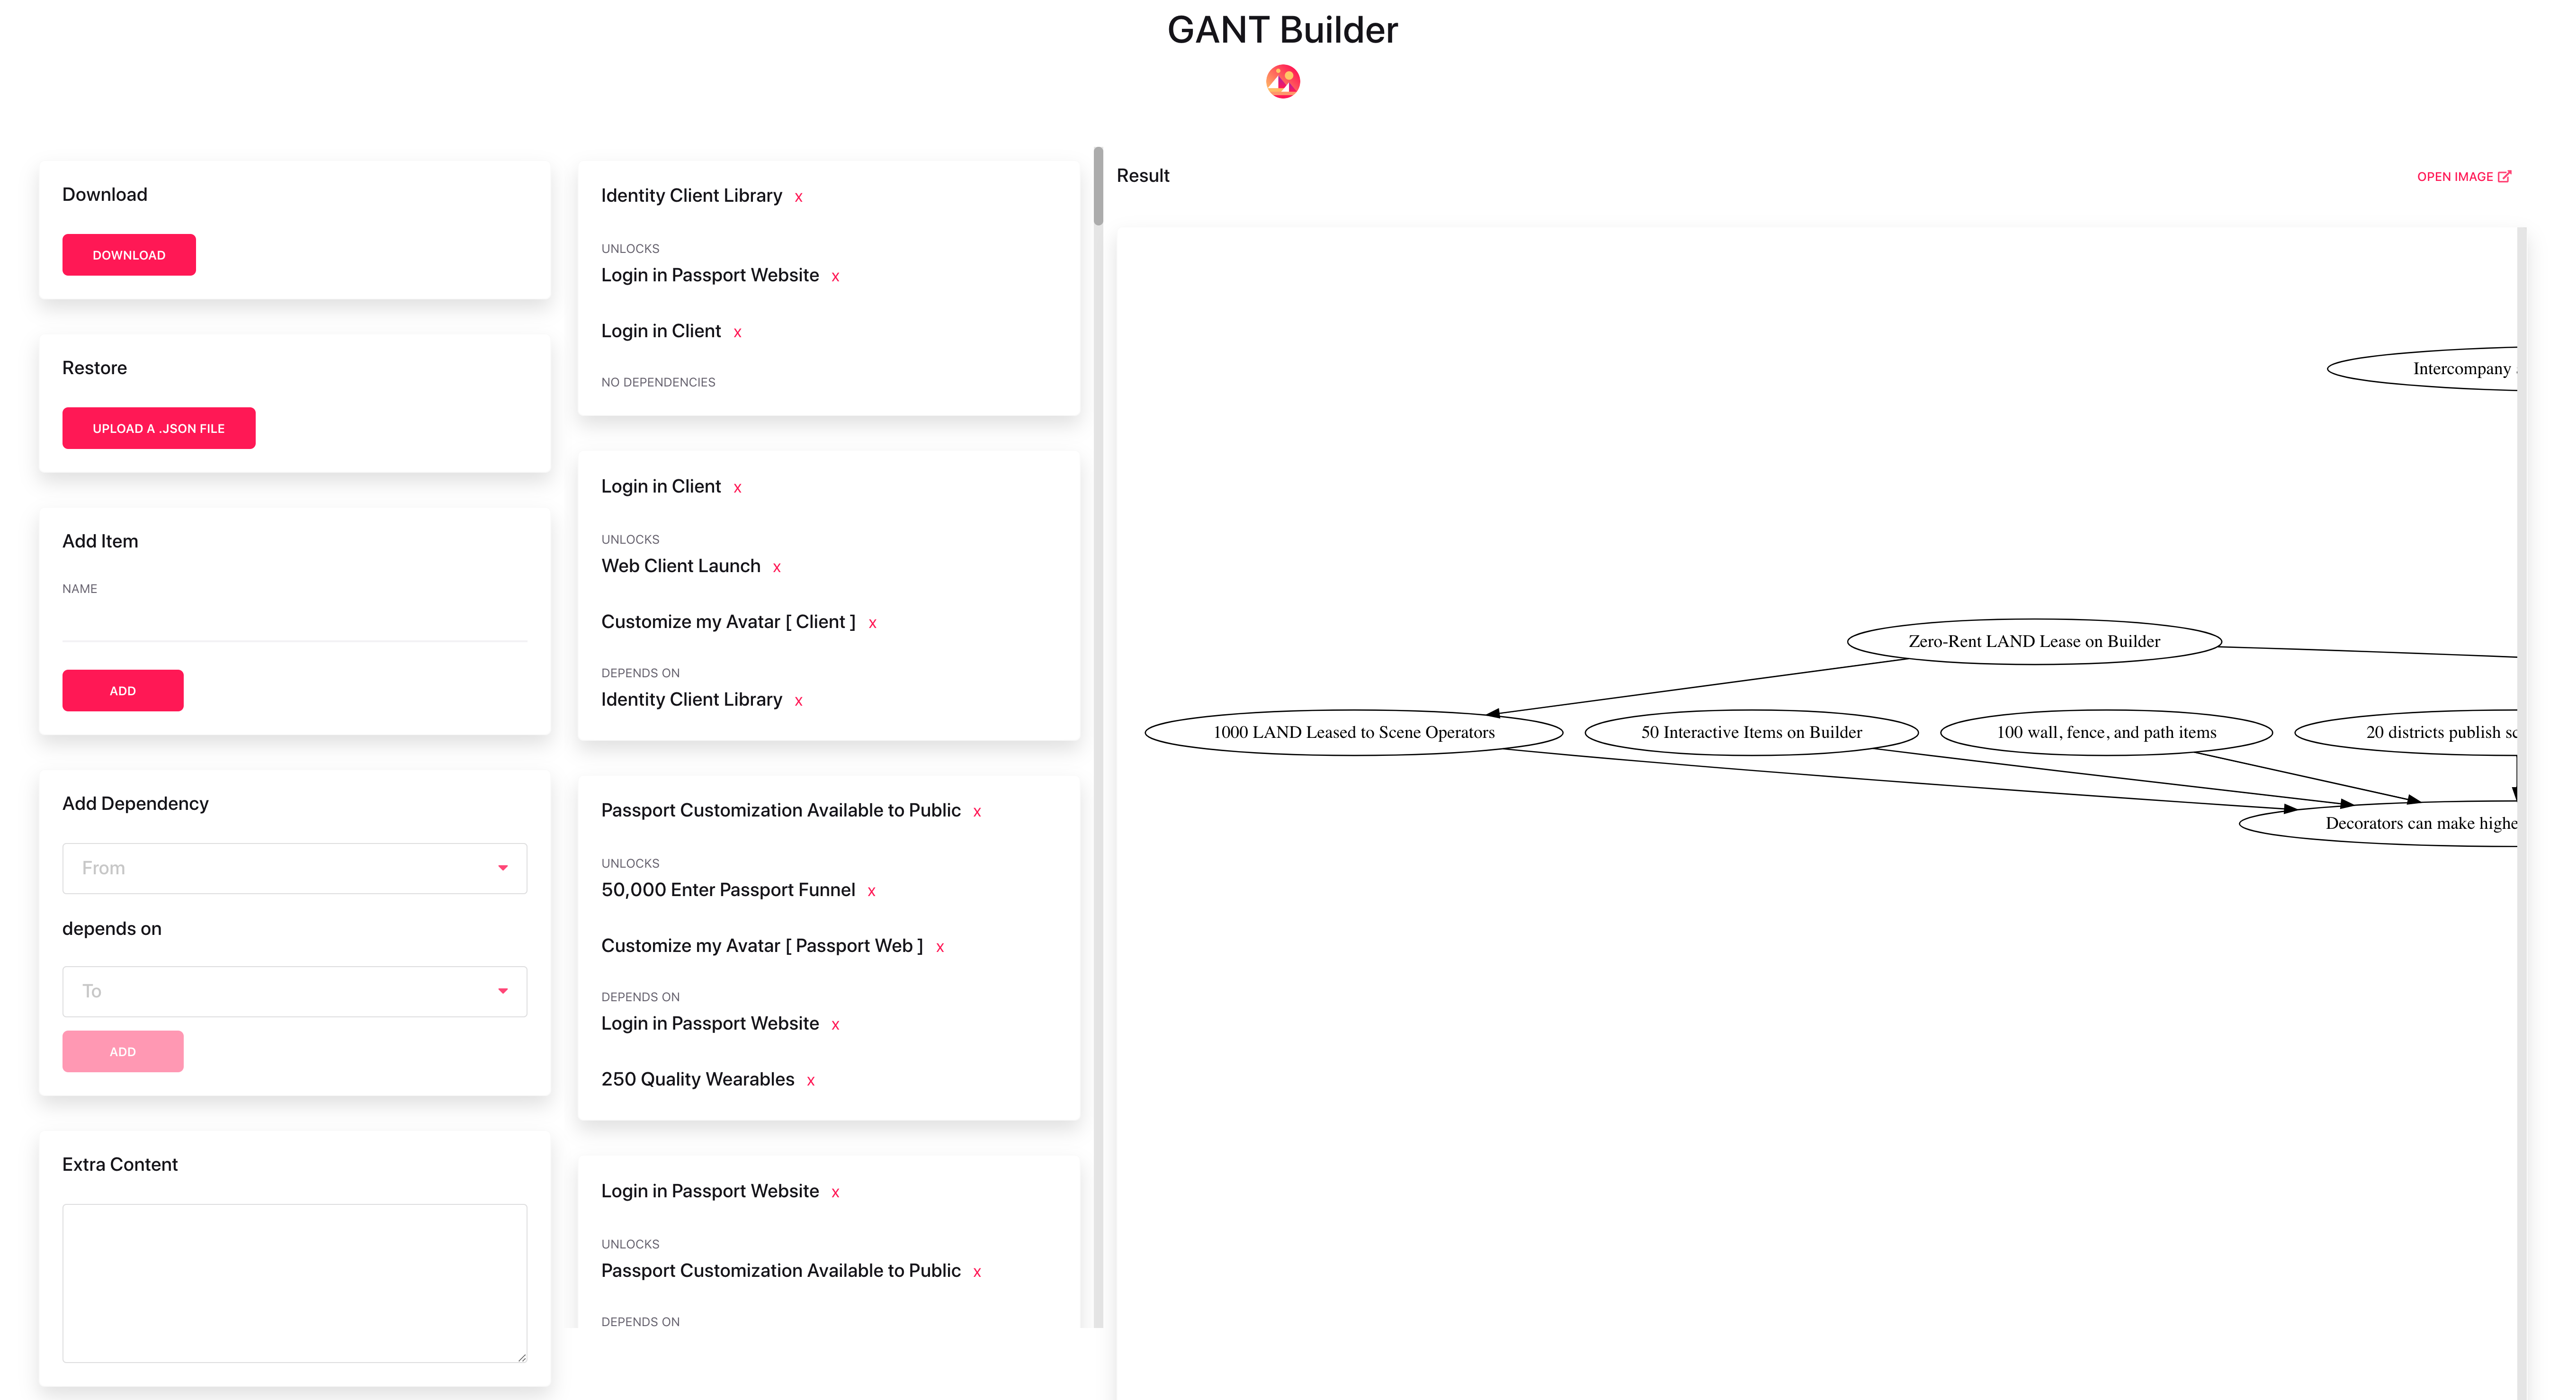 GANT Builder
Download
DOWNLOAD
Restore
UPLOAD A .JSON FILE
Add Item
NAME
ADD
Add Dependency
From
depends on
To
ADD
Extra Content
Identity Client Library x
UNLOCKS
Login in Passport Website x
Login in Client x
NO DEPENDENCIES
Login in Client x
UNLOCKS
Web Client Launch x
Customize my Avatar [ Client ] x
DEPENDS ON
Identity Client Library x
Passport Customization Available to Public x
UNLOCKS
50,000 Enter Passport Funnel x
Customize my Avatar [ Passport Web ] x
DEPENDS ON
Login in Passport Website x
250 Quality Wearables x
Login in Passport Website x
UNLOCKS
Passport Customization Available to Public x
DEPENDS ON
Result
OPEN IMAGE
Intercompany
Zero-Rent LAND Lease on Builder
1000 LAND Leased to Scene Operators
50 Interactive Items on Builder
100 wall, fence, and path items
20 districts publish sc
Decorators can make highe